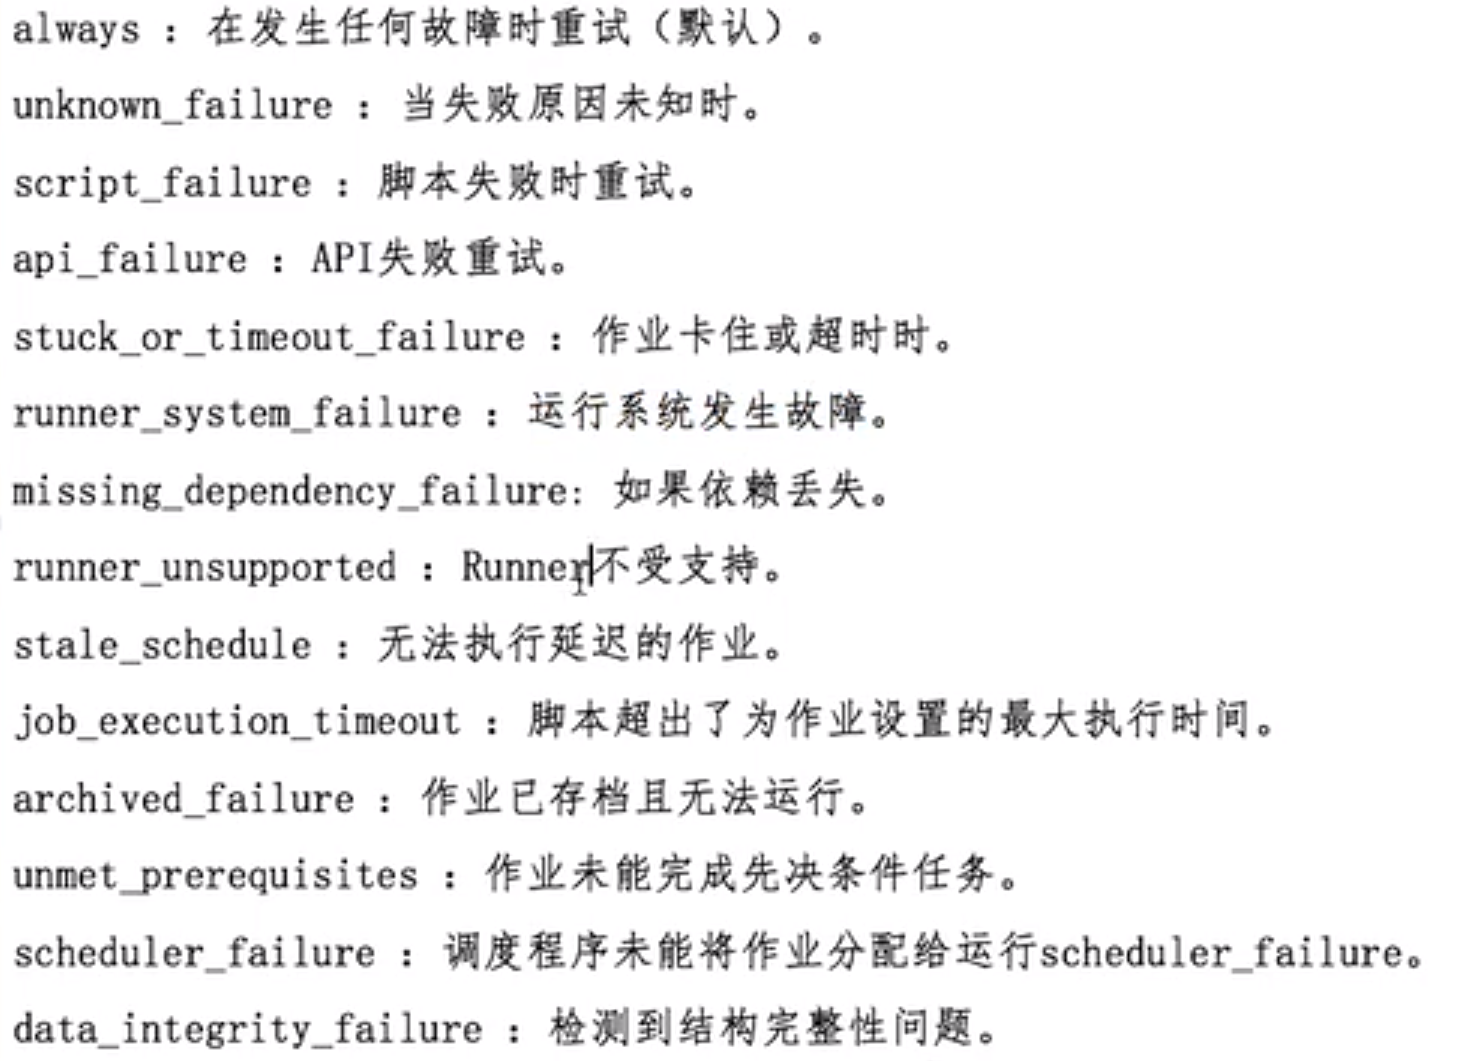 always ：在发生任何故障时重试（默认）。
unknown_failure ：当失败原因未知时。
script_failure ：脚本失败时重试。
api_failure ：API失败重试。
stuck_or_timeout_failure ：作业卡住或超时时。
runner_system_failure ：运行系统发生故障。
missing_dependency_failure: 如果依赖丢失。
runner_unsupported ：Runner不受支持。
stale_schedule ：无法执行延迟的作业。
job_execution_timeout ：脚本超出了为作业设置的最大执行时间。
archived_failure ：作业已存档且无法运行。
unmet_prerequisites ：作业未能完成先决条件任务。
scheduler_failure ：调度程序未能将作业分配给运行scheduler_failure。
data_integrity_failure ：检测到结构完整性问题。